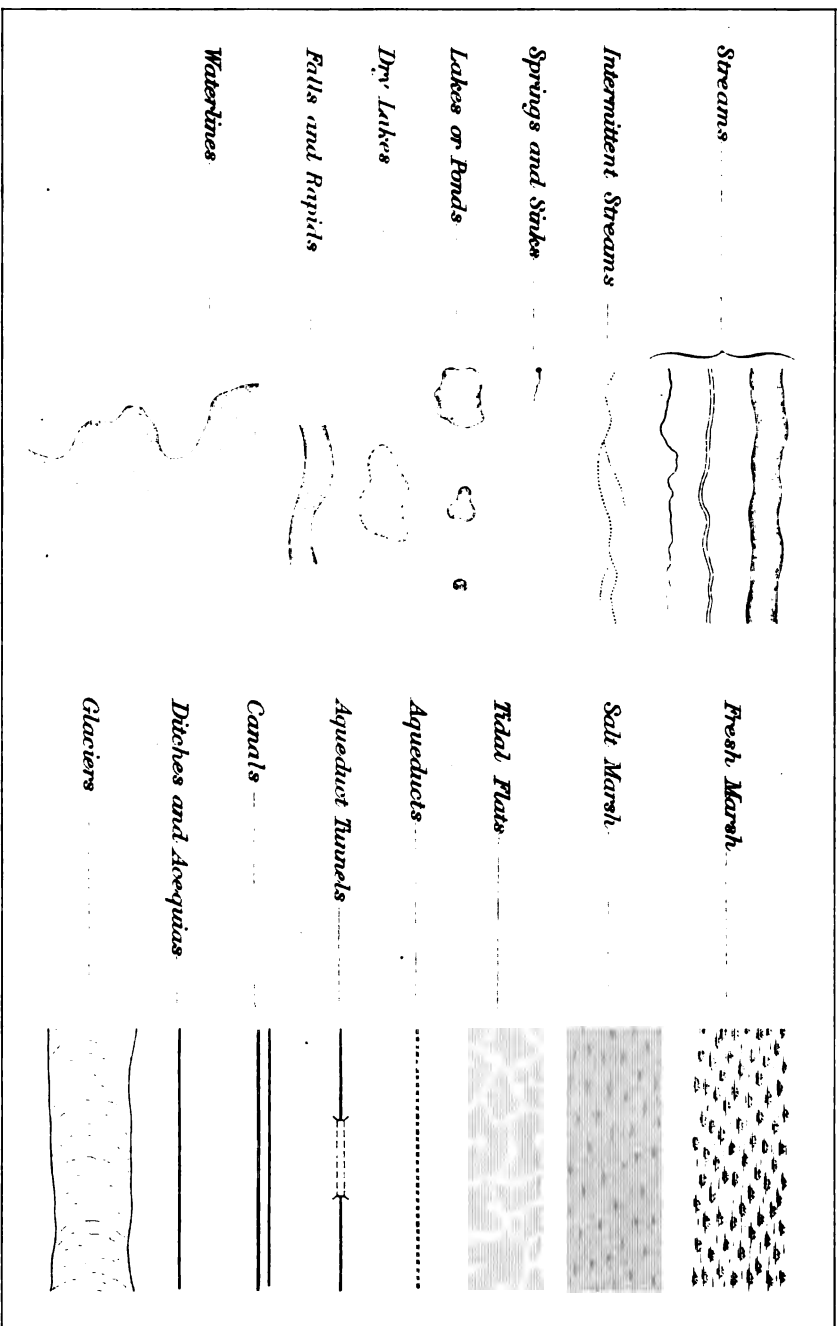 Streams
Intermittent Streams
Springs and Sinks
Lakes or Ponds
Dry Lakes
Falls and Rapids
Waterlines
Fresh Marsh
Salt Marsh
Tidal Flats
Aqueducts
Aqueduct Tunnels
Canals
Ditches and Acequias
Glaciers